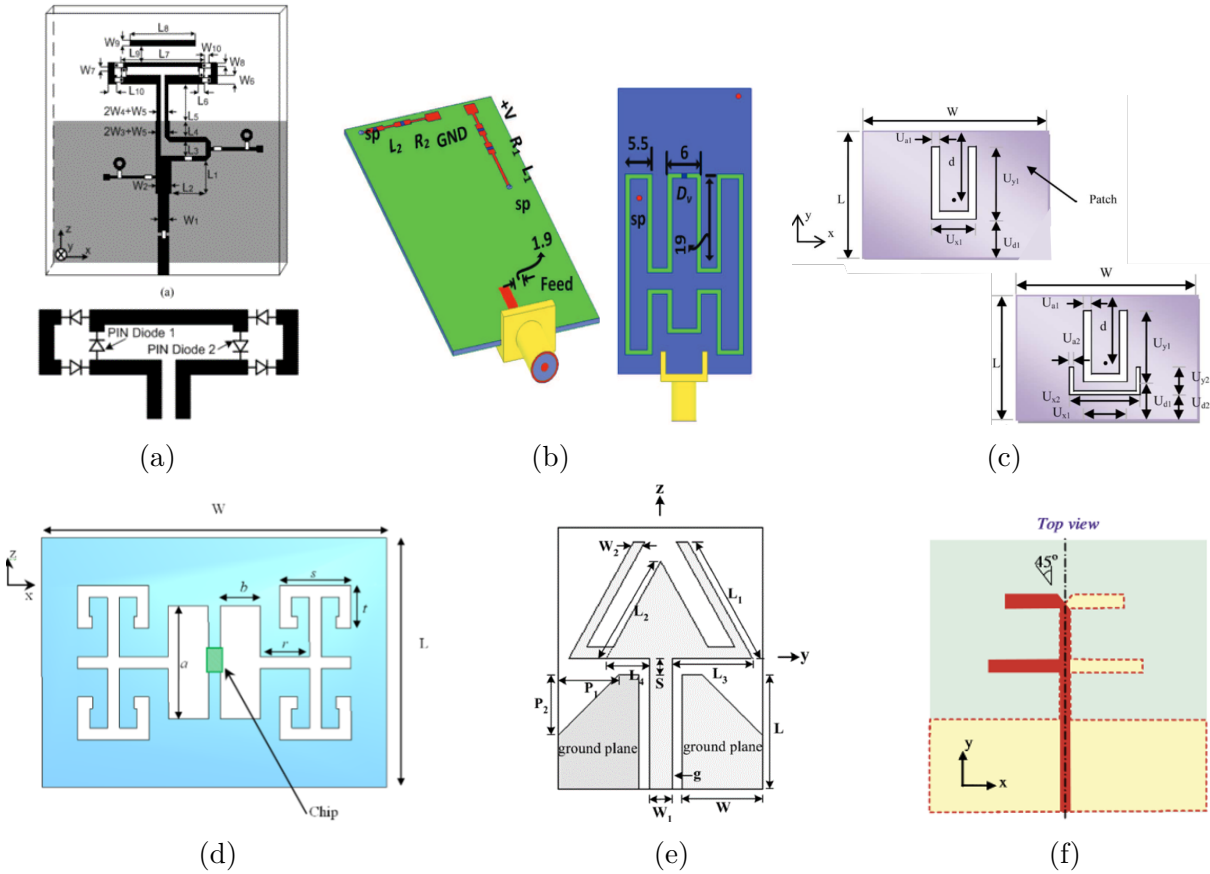 L8
W9
W10
L9
L7
W7
W8
W6
L10
L6
2W4+W5
L5
2W3+W5
L4
L3
L1
W2
L2
W1
z
y
x
(a)
PIN Diode 1
PIN Diode 2
(a)
sp
L2
R2
GND
+V
R1
L1
sp
1.9
Feed
5.5
6
Dv
sp
19
(b)
W
Ua1
d
Uy1
L
Patch
y
x
Ux1
Ud1
W
Ua1
d
Ua2
Uy1
L
Uy2
Ux2
Ud1
Ud2
Ux1
(c)
W
z
x
b
s
t
a
r
L
Chip
(d)
z
W2
L2
L1
y
S
L4
L3
P1
P2
L
ground plane
ground plane
g
W1
W
(e)
Top view
45°
y
x
(f)